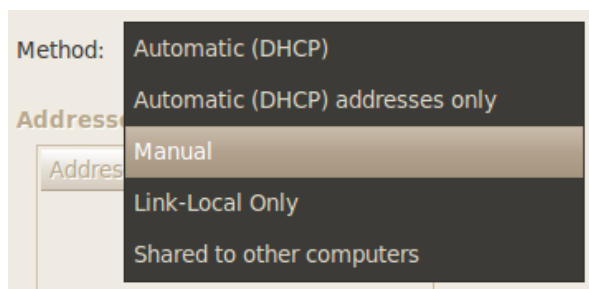 Method: Automatic (DHCP)
Automatic (DHCP) addresses only
Manual
Link-Local Only
Shared to other computers